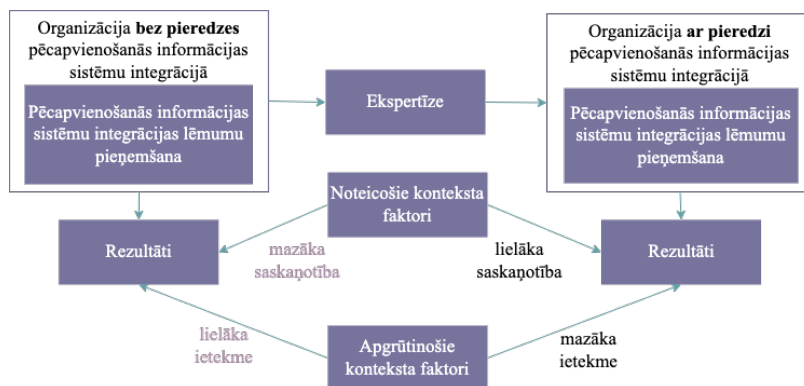 Organizācija bez pieredzes
pēcapvienošanās informācijas
sistēmu integrācijā
Pēcapvienošanās informācijas
sistēmu integrācijas lēmumu
pieņemšana
Ekspertīze
Organizācija ar pieredzi
pēcapvienošanās informācijas
sistēmu integrācijā
Pēcapvienošanās informācijas
sistēmu integrācijas lēmumu
pieņemšana
Noteicošie konteksta
faktori
Rezultāti
mazāka
saskaņotība
lielāka
saskaņotība
Rezultāti
lielāka
ietekme
Apgrūtinošie
konteksta faktori
mazāka
ietekme